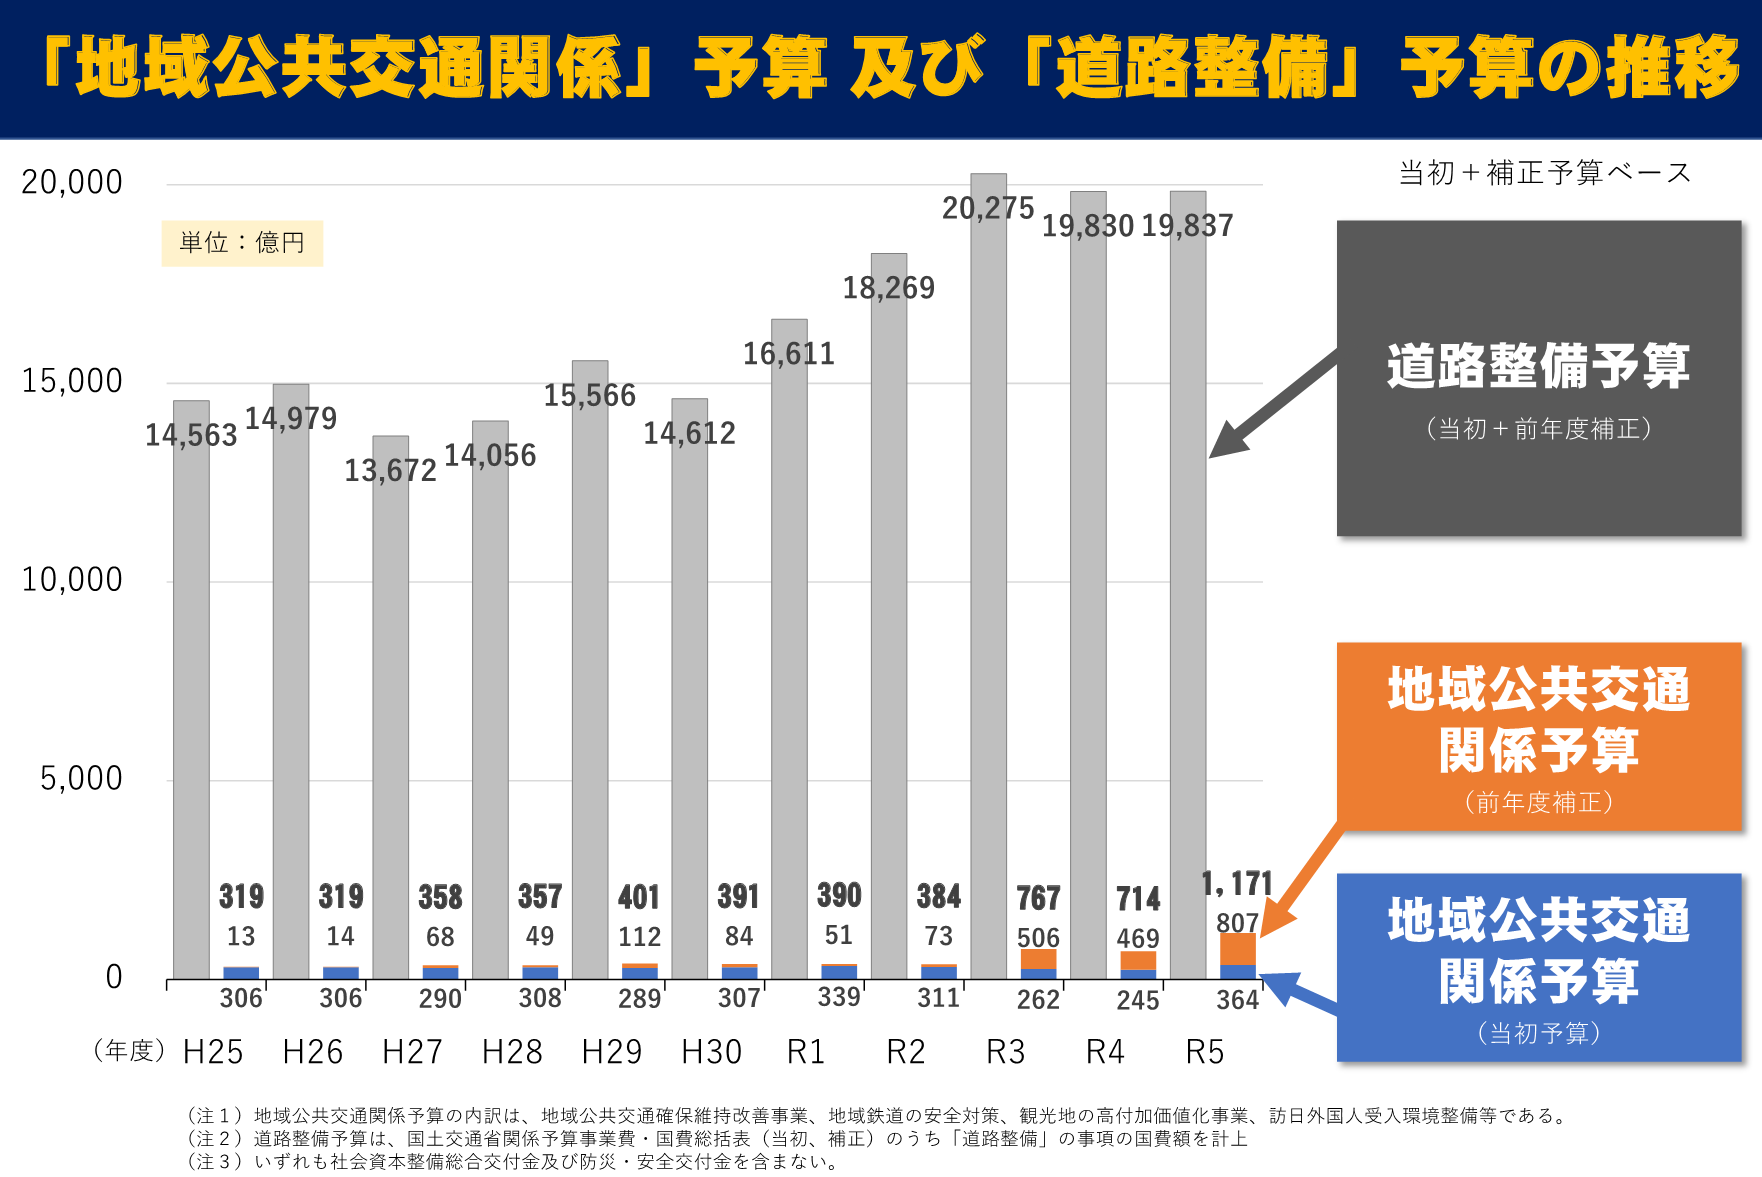 「地域公共交通関係」予算 及び「道路整備」予算の推移
当初＋補正予算ベース
単位：億円
20,000
15,000
10,000
5,000
0
14,563
14,979
13,672
14,056
15,566
14,612
16,611
18,269
20,275
19,830
19,837
319
319
358
357
401
391
390
384
767
714
1,171
13
14
68
49
112
84
51
73
506
469
807
306
306
290
308
289
307
339
311
262
245
364
（年度）
H25
H26
H27
H28
H29
H30
R1
R2
R3
R4
R5
道路整備予算
（当初＋前年度補正）
地域公共交通
関係予算
（前年度補正）
地域公共交通
関係予算
（当初予算）
（注１）地域公共交通関係予算の内訳は、地域公共交通確保維持改善事業、地域鉄道の安全対策、観光地の高付加価値化事業、訪日外国人受入環境整備等である。
（注２）道路整備予算は、国土交通省関係予算事業費・国費総括表（当初、補正）のうち「道路整備」の事項の国費額を計上
（注３）いずれも社会資本整備総合交付金及び防災・安全交付金を含まない。